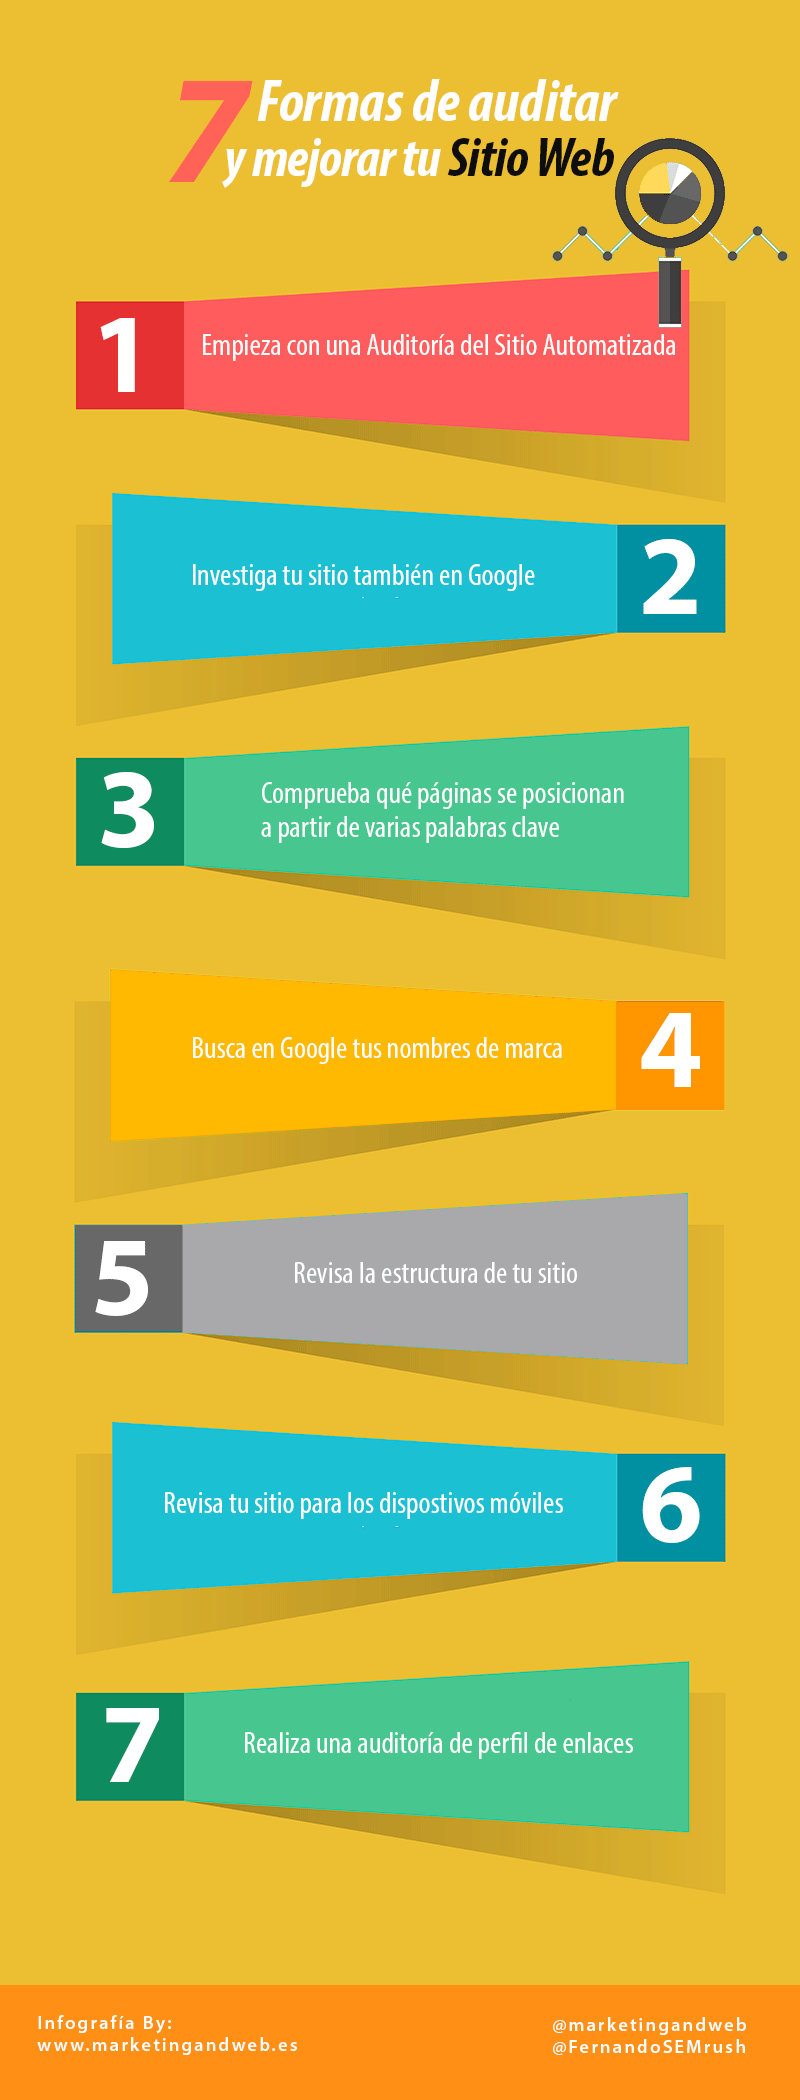 7 Formas de auditar
y mejorar tu Sitio Web
1
Empieza con una Auditoría del Sitio Automatizada
Investiga tu sitio también en Google
2
3
Comprueba qué páginas se posicionan
a partir de varias palabras clave
Busca en Google tus nombres de marca
4
5
Revisa la estructura de tu sitio
Revisa tu sitio para los dispostivos móviles
6
7
Realiza una auditoría de perfil de enlaces
Infografía By:
www.marketingandweb.es
@marketingandweb
@FernandoSEMrush